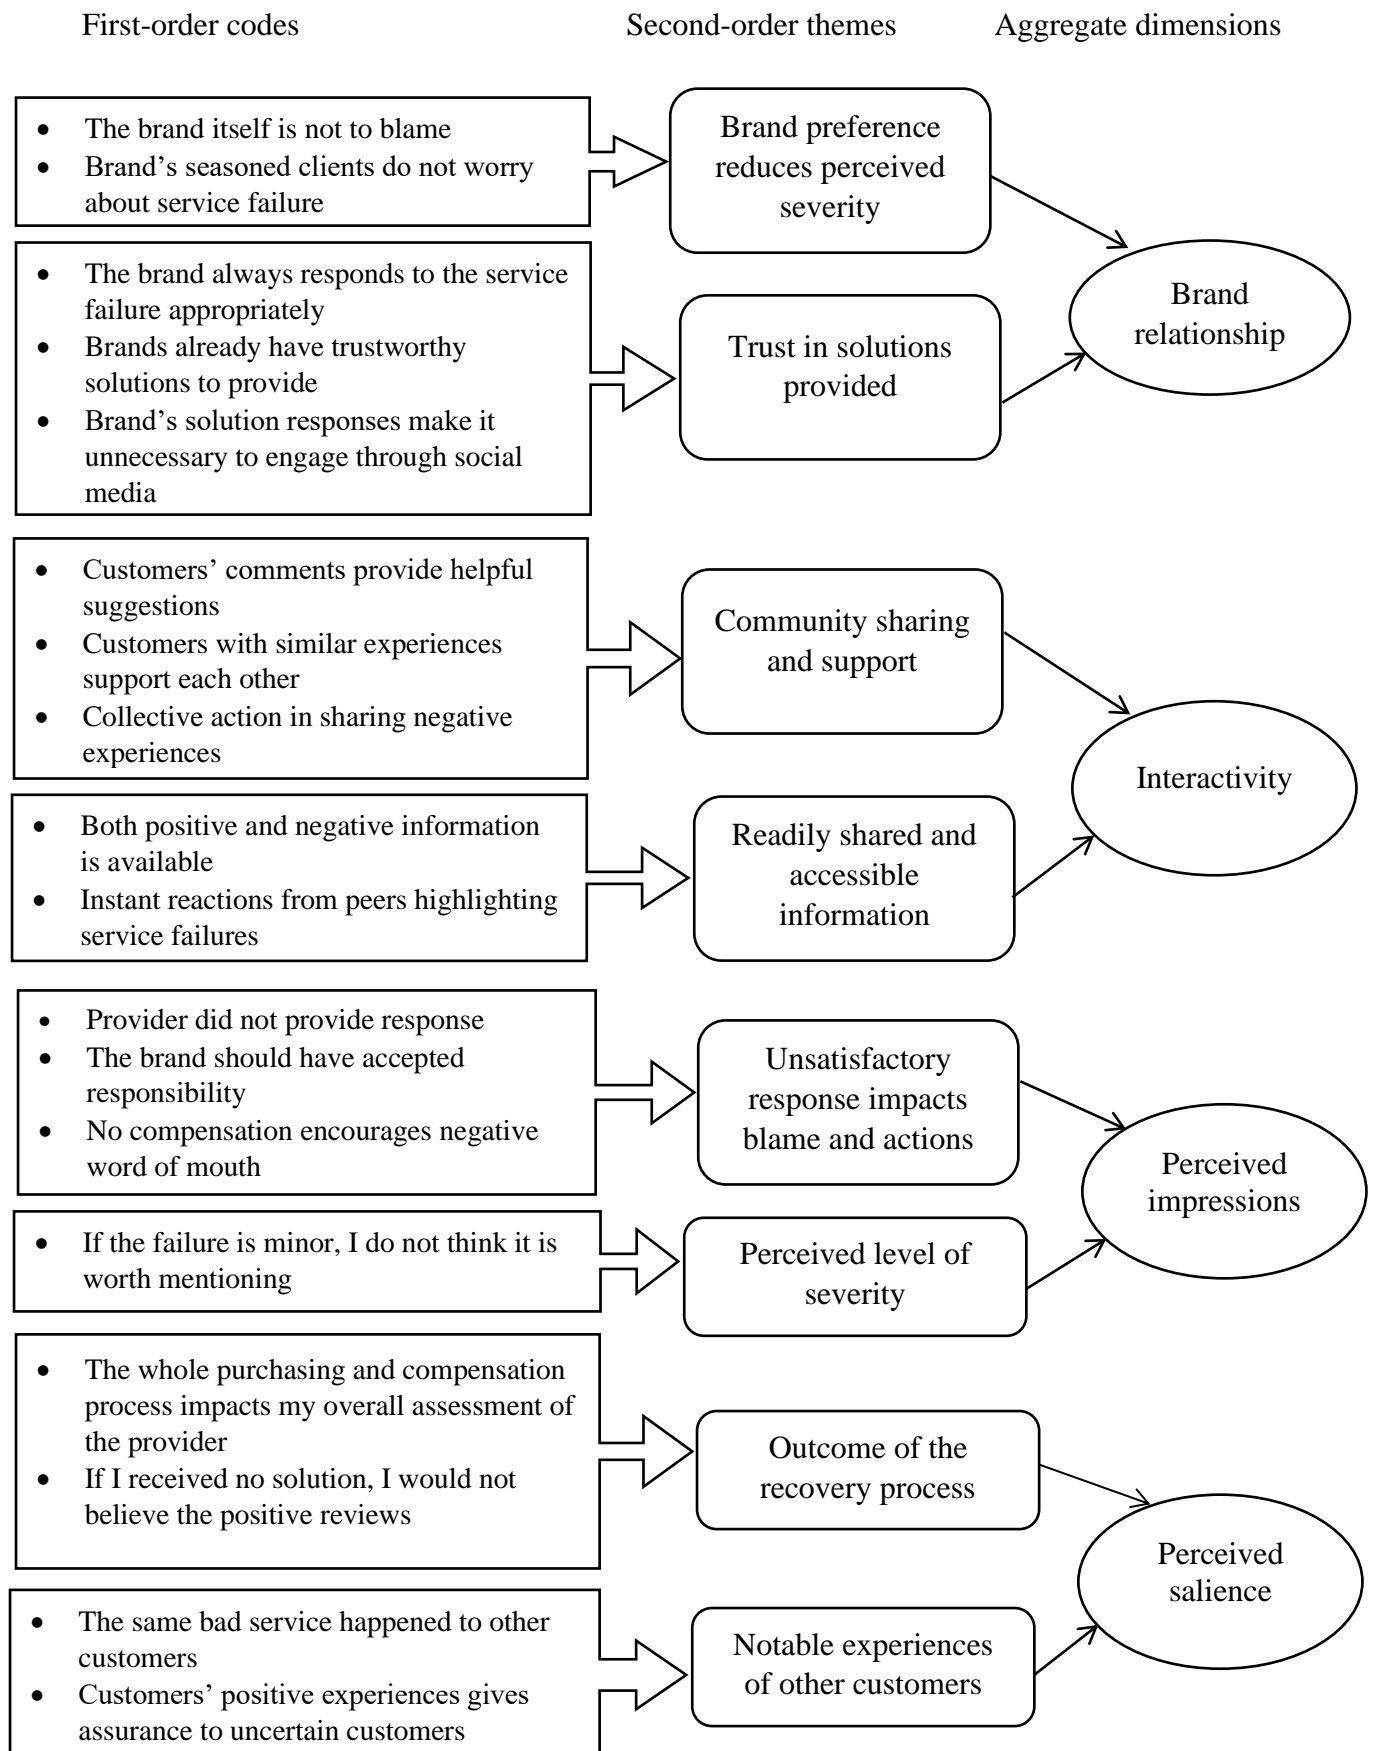 First-order codes
Second-order themes
Aggregate dimensions
• The brand itself is not to blame
• Brand’s seasoned clients do not worry
about service failure
Brand preference
reduces perceived
severity
• The brand always responds to the service
failure appropriately
• Brands already have trustworthy
solutions to provide
• Brand’s solution responses make it
unnecessary to engage through social
media
Trust in solutions
provided
Brand
relationship
• Customers’ comments provide helpful
suggestions
• Customers with similar experiences
support each other
• Collective action in sharing negative
experiences
Community sharing
and support
• Both positive and negative information
is available
• Instant reactions from peers highlighting
service failures
Readily shared and
accessible
information
Interactivity
• Provider did not provide response
• The brand should have accepted
responsibility
• No compensation encourages negative
word of mouth
Unsatisfactory
response impacts
blame and actions
• If the failure is minor, I do not think it is
worth mentioning
Perceived level of
severity
Perceived
impressions
• The whole purchasing and compensation
process impacts my overall assessment of
the provider
• If I received no solution, I would not
believe the positive reviews
Outcome of the
recovery process
• The same bad service happened to other
customers
• Customers’ positive experiences gives
assurance to uncertain customers
Notable experiences
of other customers
Perceived
salience